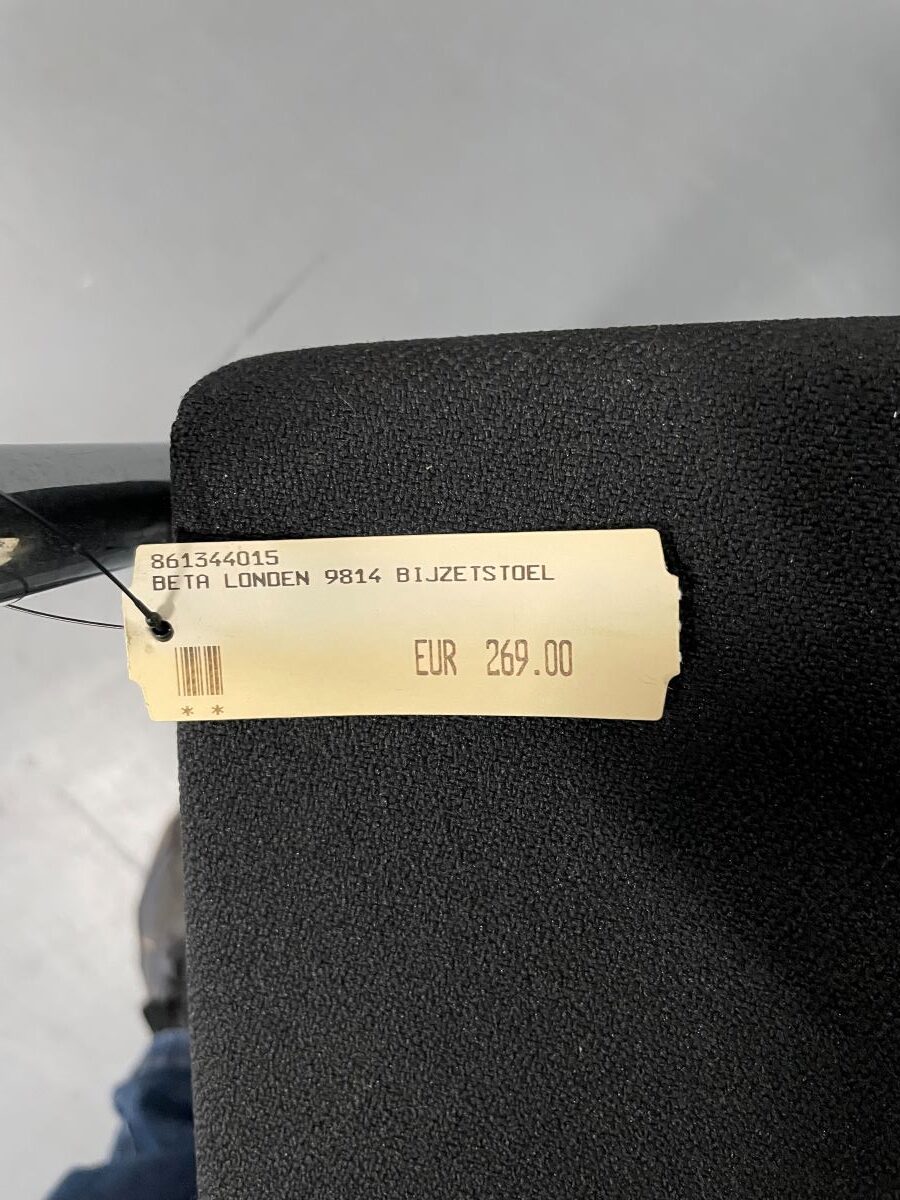 861344015
BETA LONDEN 9814 BIJZETSTOEL
EUR 269.00
* *